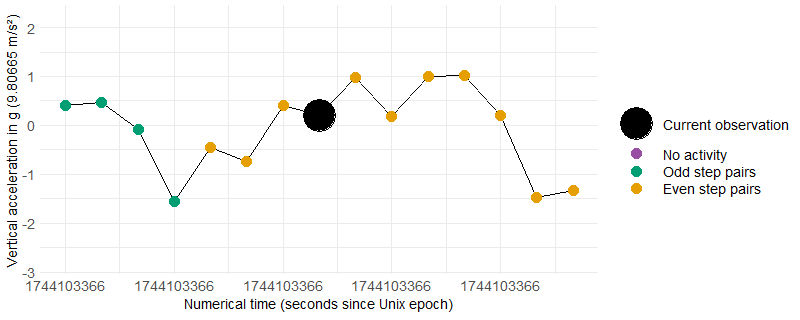 Vertical acceleration in g (9.80665 m/s²)
2
1
0
-1
-2
-3
1744103366 1744103366 1744103366 1744103366 1744103366
Numerical time (seconds since Unix epoch)
Current observation
No activity
Odd step pairs
Even step pairs